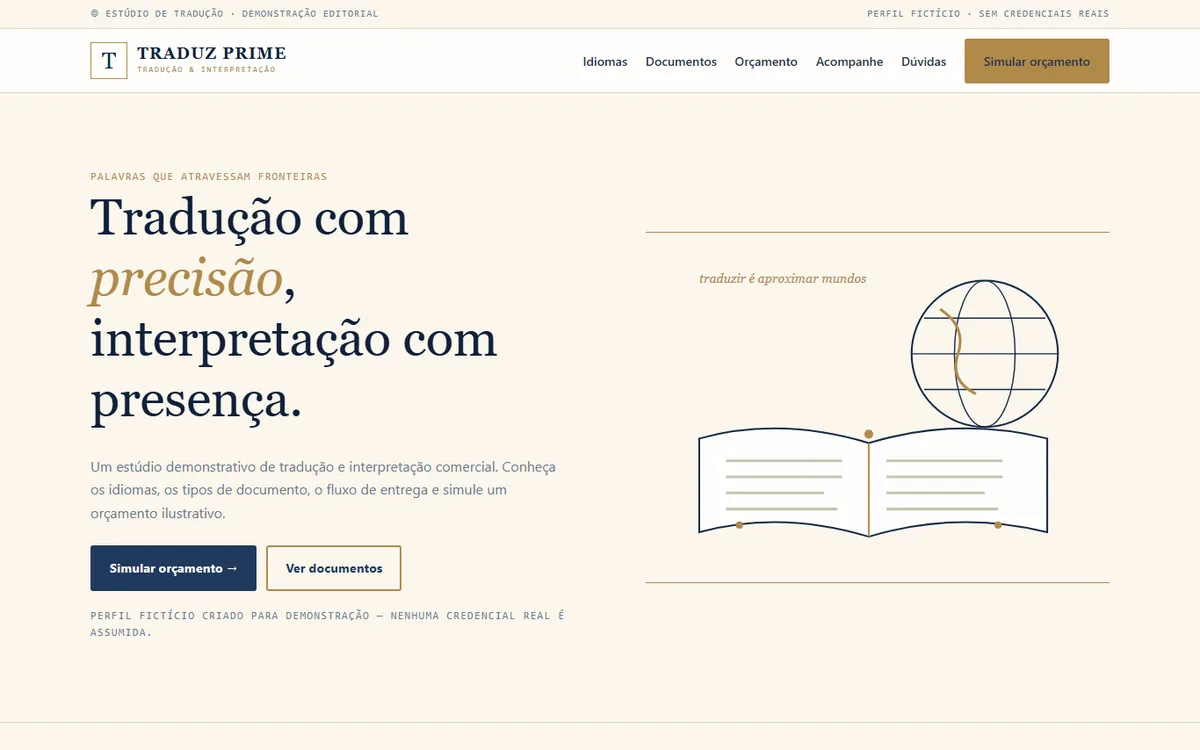 ◎ ESTÚDIO DE TRADUÇÃO · DEMONSTRAÇÃO EDITORIAL
PERFIL FICTÍCIO · SEM CREDENCIAIS REAIS
T
TRADUZ PRIME
TRADUÇÃO & INTERPRETAÇÃO
Idiomas
Documentos
Orçamento
Acompanhe
Dúvidas
Simular orçamento
PALAVRAS QUE ATRAVESSAM FRONTEIRAS
Tradução com
precisão,
interpretação com
presença.
Um estúdio demonstrativo de tradução e interpretação comercial. Conheça
os idiomas, os tipos de documento, o fluxo de entrega e simule um
orçamento ilustrativo.
Simular orçamento →
Ver documentos
PERFIL FICTÍCIO CRIADO PARA DEMONSTRAÇÃO — NENHUMA CREDENCIAL REAL É
ASSUMIDA.
traduzir é aproximar mundos